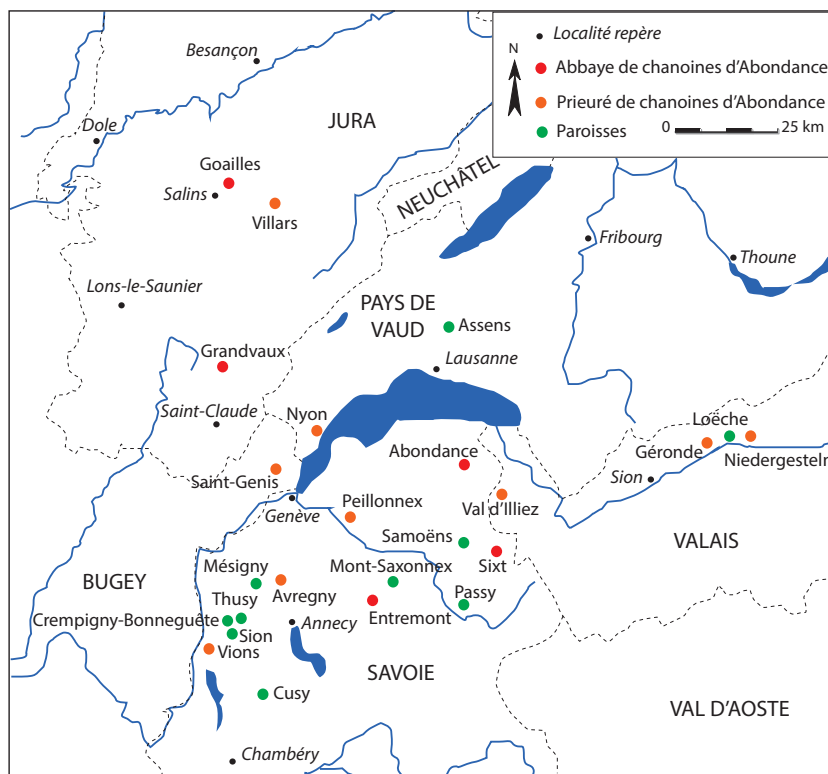 Localité repère
N
Abbaye de chanoines d'Abondance
Prieuré de chanoines d'Abondance
Paroisses
0 25 km
Besançon
JURA
Dole
Goailles
Salins
Villars
NEUCHÂTEL
Fribourg
Thoune
Lons-le-Saunier
PAYS DE
VAUD
Assens
Lausanne
Grandvaux
Saint-Claude
Nyon
Loëche
Abondance
Géronde
Niedergesteln
Saint-Genis
Sion
Genève
Peillonnex
Val d'Illiez
Samoëns
VALAIS
Sixt
Mésigny
Mont-Saxonnex
BUGEY
Thusy
Avregny
Passy
Crempigny-Bonneguête
Entremont
Annecy
Sion
Vions
SAVOIE
Cusy
VAL D'AOSTE
Chambéry